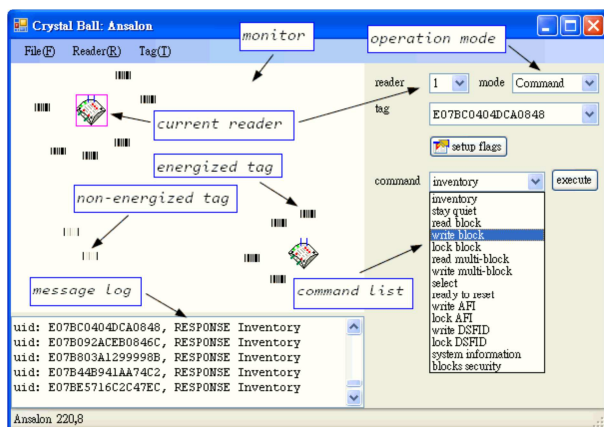 Crystal Ball: Ansalon
File(F) Reader(R) Tag(T)
monitor
operation mode
reader 1 mode Command
tag E07BC0404DCA0848
current reader
setup flags
energized tag
command inventory execute
non-energized tag
inventory
stay quiet
read block
write block
lock block
read multi-block
write multi-block
select
ready to reset
write AFI
lock AFI
write DSFID
lock DSFID
system information
blocks security
message log
command list
uid: E07BC0404DCA0848, RESPONSE Inventory
uid: E07B092ACEB0846C, RESPONSE Inventory
uid: E07B803A1299998B, RESPONSE Inventory
uid: E07B44B941AA74C2, RESPONSE Inventory
uid: E07BE5716C2C47EC, RESPONSE Inventory
Ansalon 220,8